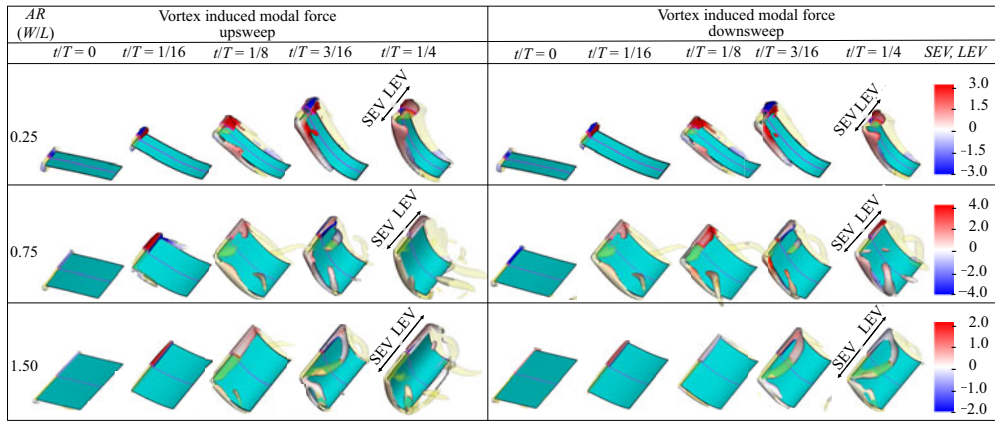 AR
(W/L)
Vortex induced modal force
upsweep
Vortex induced modal force
downsweep
t/T = 0 t/T = 1/16 t/T = 1/8 t/T = 3/16 t/T = 1/4 t/T = 0 t/T = 1/16 t/T = 1/8 t/T = 3/16 t/T = 1/4 SEV, LEV
0.25
SEV LEV
SEV LEV
3.0
1.5
0
−1.5
−3.0
0.75
SEV LEV
SEV LEV
4.0
2.0
0
−2.0
−4.0
1.50
SEV LEV
SEV LEV
2.0
1.0
0
−1.0
−2.0